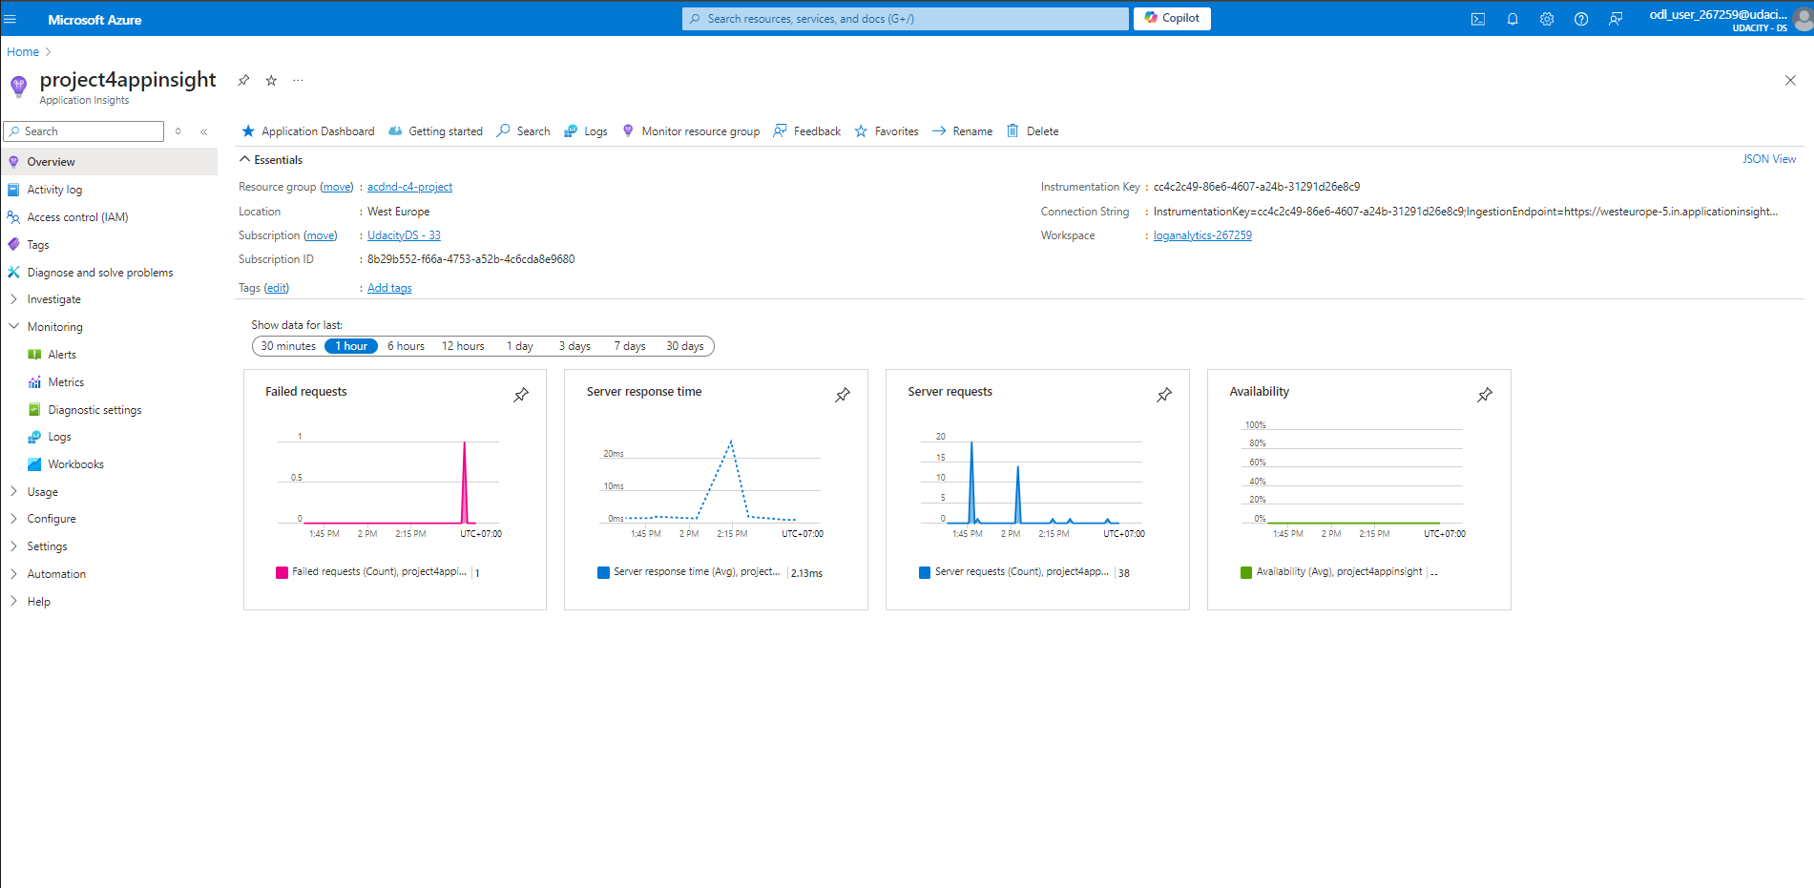 Microsoft Azure
Search resources, services, and docs (G+/)
Copilot
odl_user_267259@udaci...
UDACITY - DS
Home
project4appinsight
Application Insights
Search
Application Dashboard
Getting started
Search
Logs
Monitor resource group
Feedback
Favorites
Rename
Delete
Overview
Activity log
Access control (IAM)
Tags
Diagnose and solve problems
Investigate
Monitoring
Alerts
Metrics
Diagnostic settings
Logs
Workbooks
Usage
Configure
Settings
Automation
Help
Essentials
JSON View
Resource group (move) : acdnd-c4-project
Location : West Europe
Subscription (move) : UdacityDS - 33
Subscription ID : 8b29b552-f66a-4753-a52b-4c6cda8e9680
Tags (edit) : Add tags
Instrumentation Key : cc4c2c49-86e6-4607-a24b-31291d26e8c9
Connection String : InstrumentationKey=cc4c2c49-86e6-4607-a24b-31291d26e8c9;IngestionEndpoint=https://westeurope-5.in.applicationinsight...
Workspace : loganalytics-267259
Show data for last:
30 minutes 1 hour 6 hours 12 hours 1 day 3 days 7 days 30 days
Failed requests
1
0.5
0
1:45 PM 2 PM 2:15 PM UTC+07:00
Failed requests (Count), project4appi... 1
Server response time
20ms
10ms
0ms
1:45 PM 2 PM 2:15 PM UTC+07:00
Server response time (Avg), project... 2.13ms
Server requests
20
15
10
5
0
1:45 PM 2 PM 2:15 PM UTC+07:00
Server requests (Count), project4app... 38
Availability
100%
80%
60%
40%
20%
0%
1:45 PM 2 PM 2:15 PM UTC+07:00
Availability (Avg), project4appinsight --